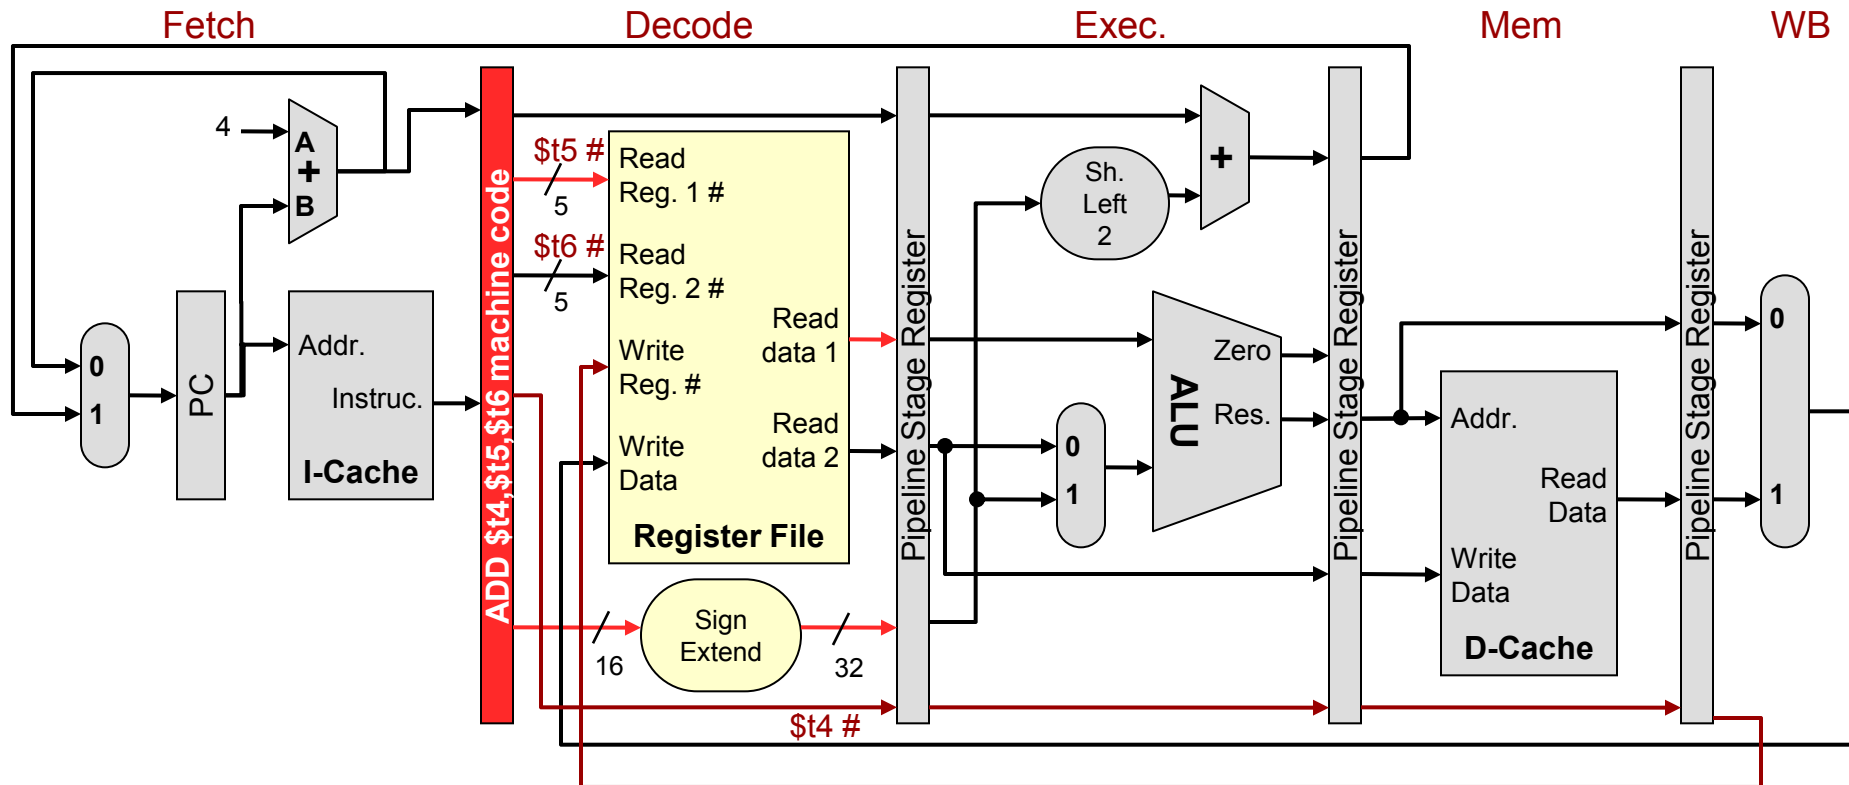 Fetch
Decode
Exec.
Mem
WB
4
A
+
B
0
1
PC
Addr.
Instruc.
I-Cache
ADD $t4,$t5,$t6 machine code
$t5 #
5
$t6 #
5
Read
Reg. 1 #
Read
Reg. 2 #
Write
Reg. #
Write
Data
Read
data 1
Read
data 2
Register File
16
Sign
Extend
32
$t4 #
Pipeline Stage Register
Sh.
Left
2
+
0
1
ALU
Zero
Res.
Pipeline Stage Register
Addr.
Read
Data
Write
Data
D-Cache
Pipeline Stage Register
0
1